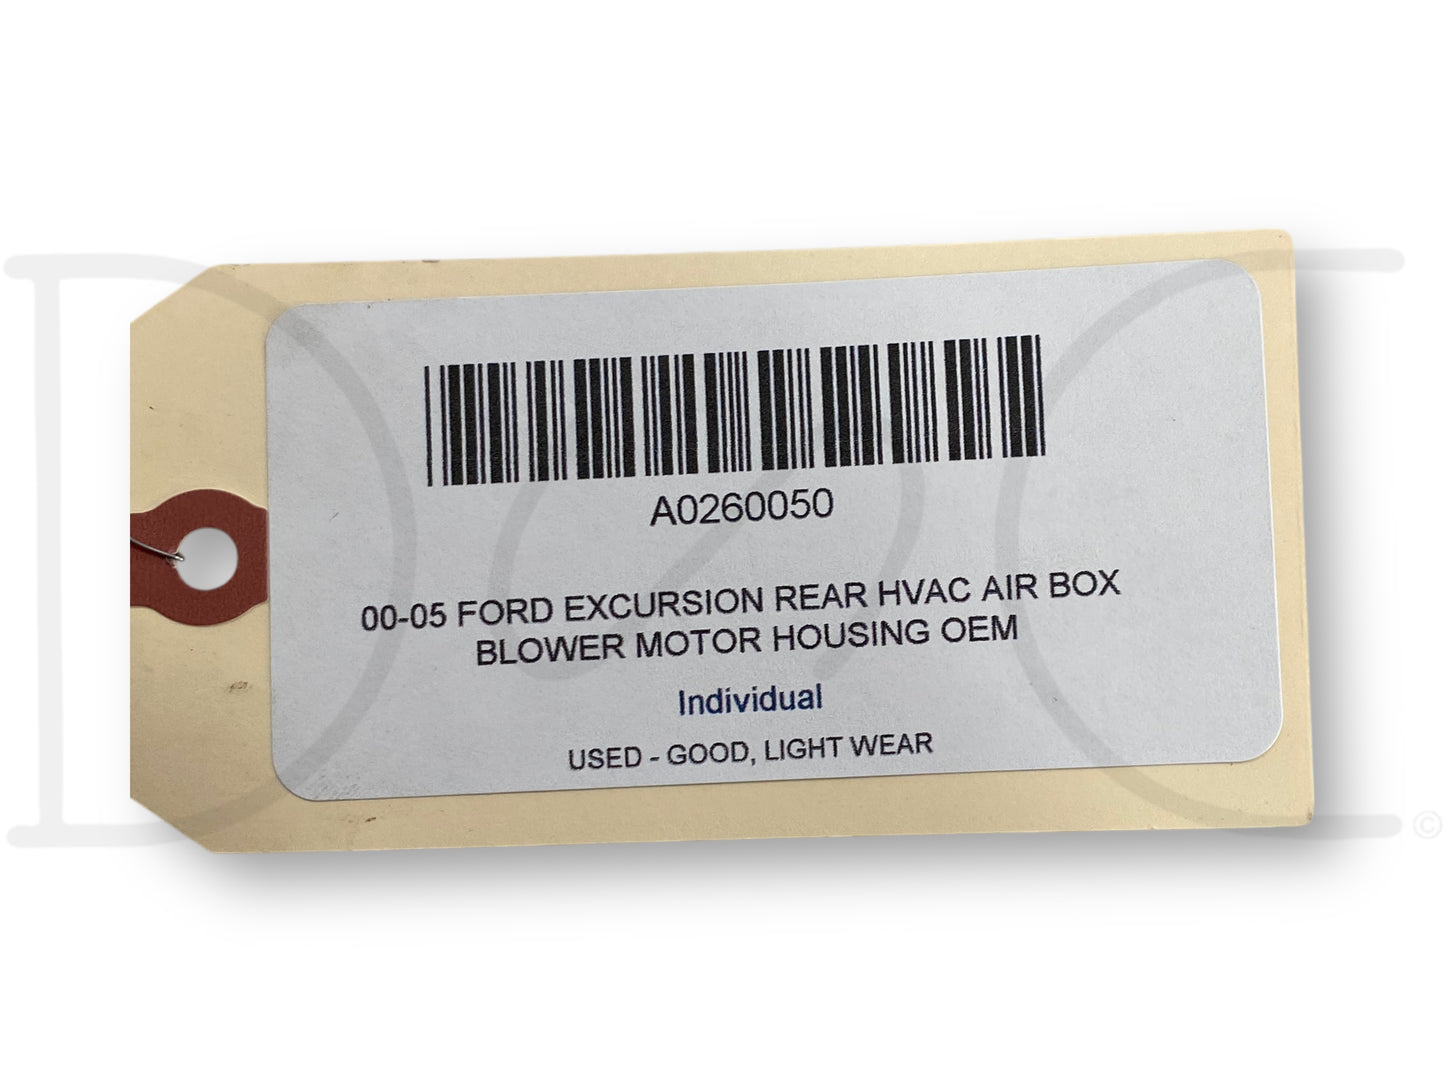 A0260050
00-05 FORD EXCURSION REAR HVAC AIR BOX
BLOWER MOTOR HOUSING OEM
Individual
USED - GOOD, LIGHT WEAR
©